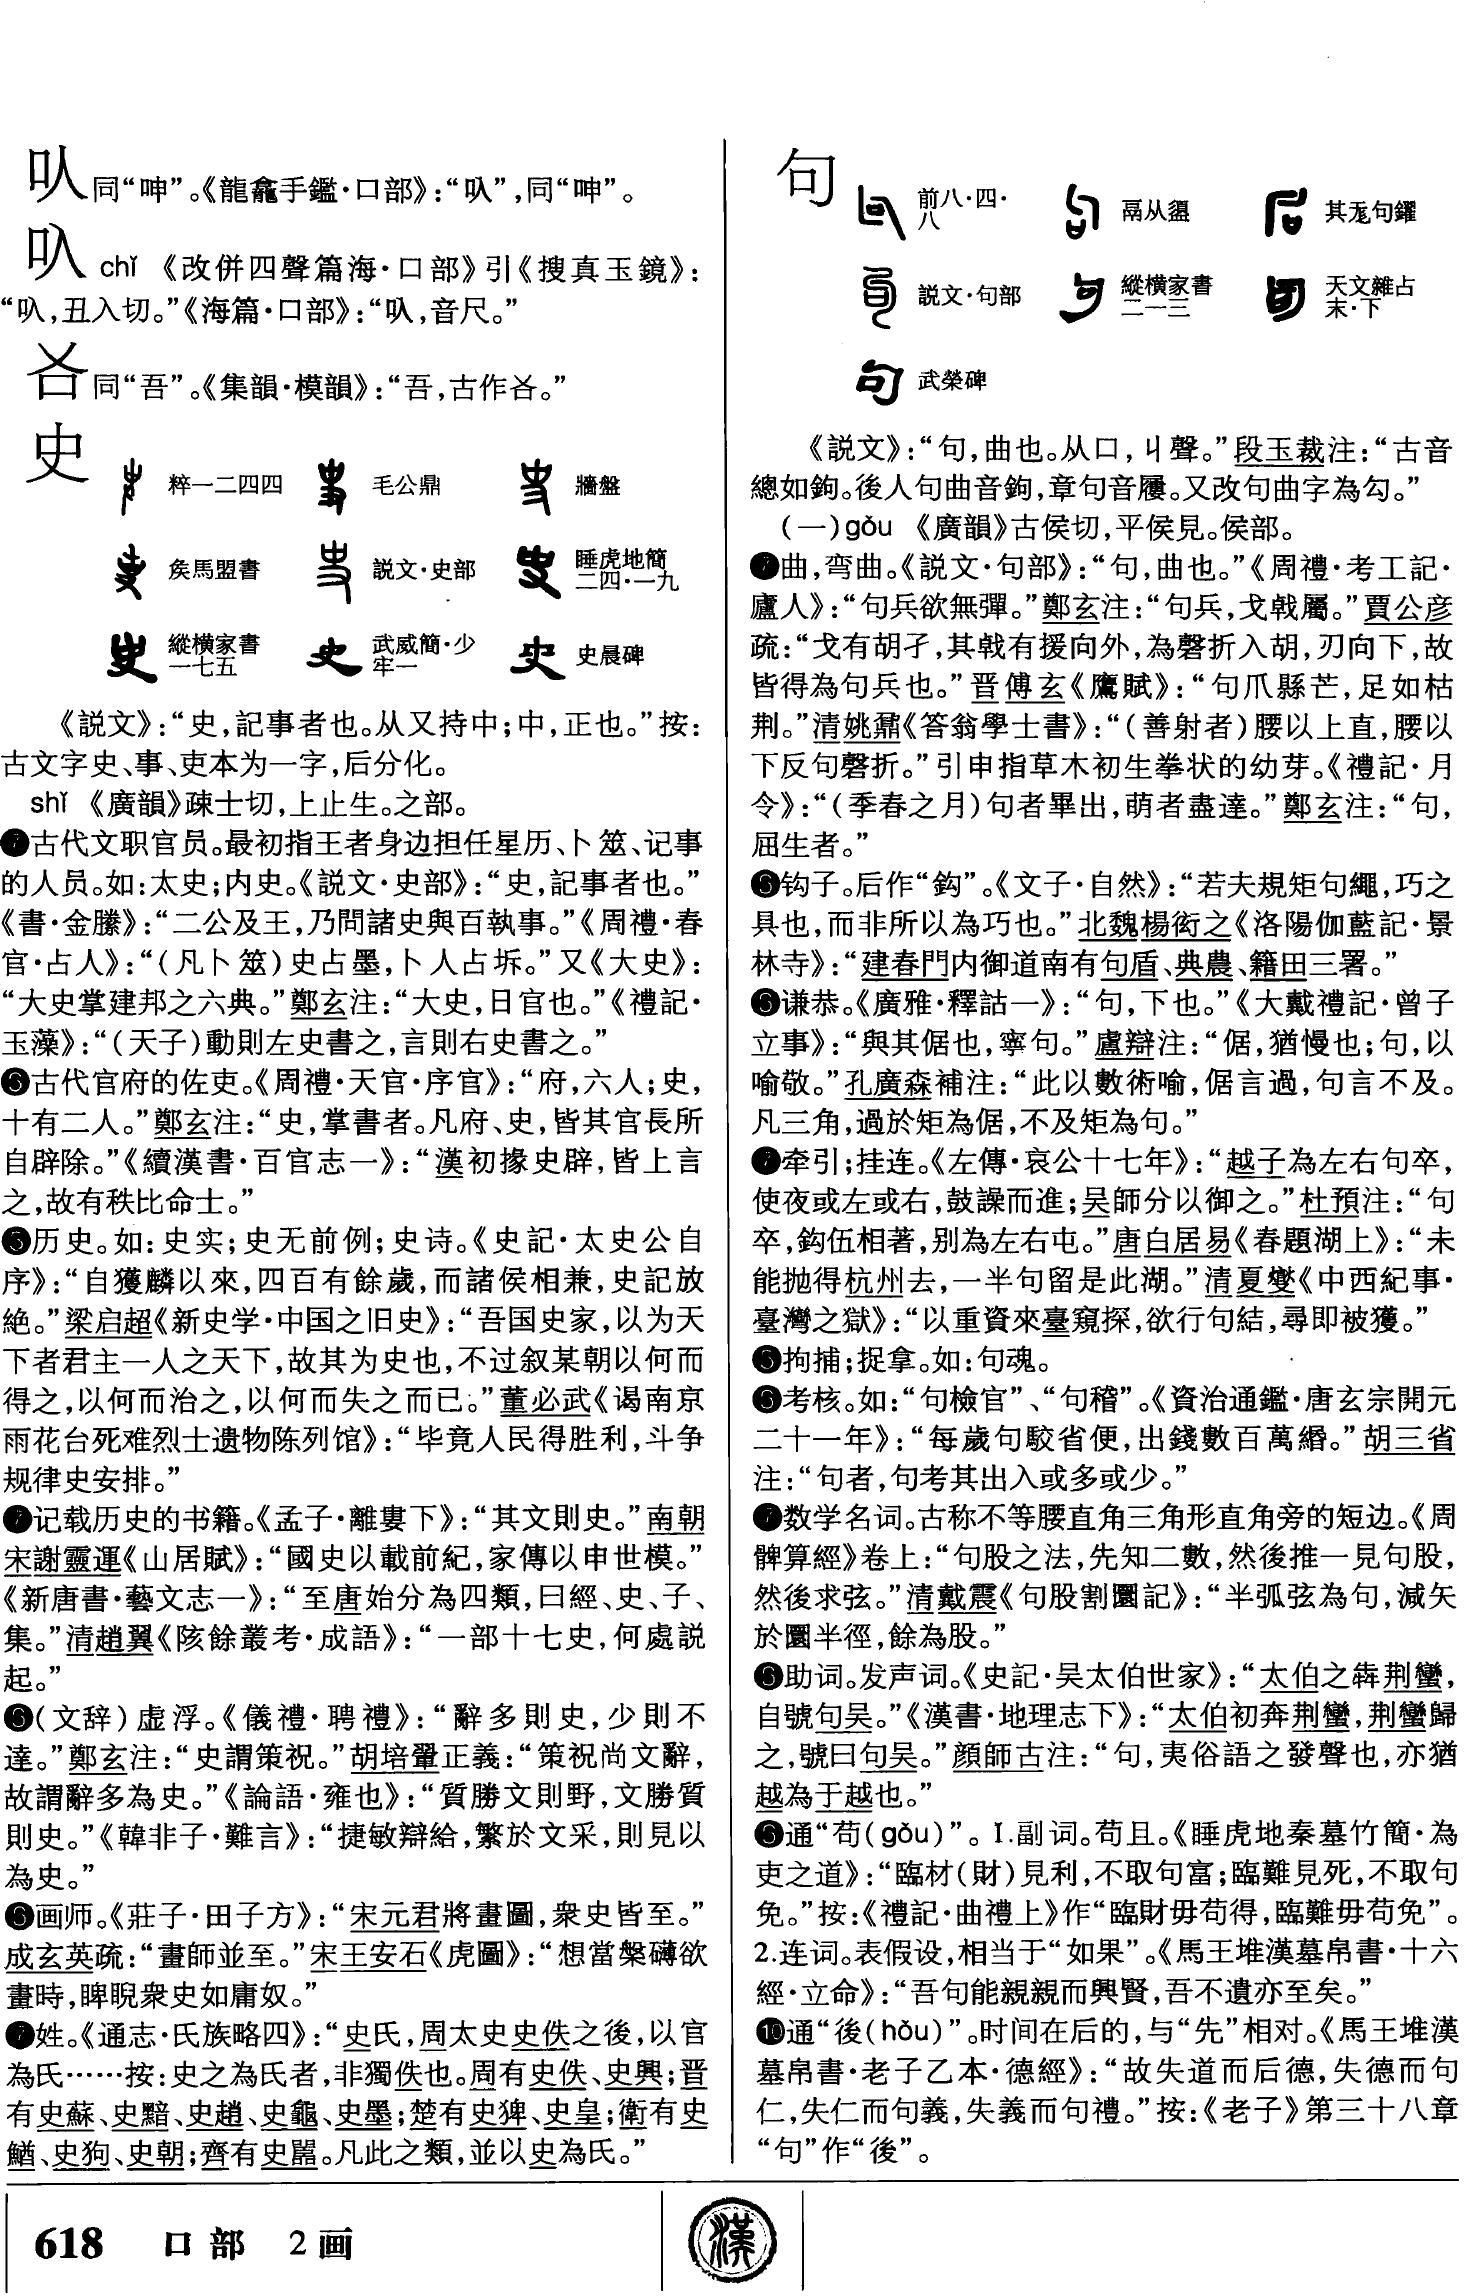 㕥同“呻”。《龍龕手鑑·口部》：“㕥”，同“呻”。
叺 chǐ 《改併四聲篇海·口部》引《搜真玉鏡》：
“叺，丑入切。”《海篇·口部》：“叺，音尺。”
㕦同“吾”。《集韻·模韻》：“吾，古作㕦。”
史
粹一二四四 毛公鼎 牆盤
矦馬盟書 説文·史部 睡虎地簡二四·一九
縱横家書一七五 武威簡·少牢一 史晨碑
《説文》：“史，記事者也。从又持中；中，正也。”按：
古文字史、事、吏本为一字，后分化。
shǐ 《廣韻》疎士切，上止生。之部。
❶古代文职官员。最初指王者身边担任星历、卜筮、记事
的人员。如：太史；内史。《説文·史部》：“史，記事者也。”
《書·金縢》：“二公及王，乃問諸史與百執事。”《周禮·春
官·占人》：“（凡卜筮）史占墨，卜人占坼。”又《大史》：
“大史掌建邦之六典。”鄭玄注：“大史，日官也。”《禮記·
玉藻》：“（天子）動則左史書之，言則右史書之。”
❷古代官府的佐吏。《周禮·天官·序官》：“府，六人；史，
十有二人。”鄭玄注：“史，掌書者。凡府、史，皆其官長所
自辟除。”《續漢書·百官志一》：“漢初掾史辟，皆上言
之，故有秩比命士。”
❸历史。如：史实；史无前例；史诗。《史記·太史公自
序》：“自獲麟以來，四百有餘歲，而諸侯相兼，史記放
絶。”梁启超《新史学·中国之旧史》：“吾国史家，以为天
下者君主一人之天下，故其为史也，不过叙某朝以何而
得之，以何而治之，以何而失之而已。”董必武《谒南京
雨花台死难烈士遗物陈列馆》：“毕竟人民得胜利，斗争
规律史安排。”
❹记载历史的书籍。《孟子·離婁下》：“其文則史。”南朝
宋謝靈運《山居賦》：“國史以載前紀，家傳以申世模。”
《新唐書·藝文志一》：“至唐始分為四類，曰經、史、子、
集。”清趙翼《陔餘叢考·成語》：“一部十七史，何處説
起。”
❺（文辞）虚浮。《儀禮·聘禮》：“辭多則史，少則不
達。”鄭玄注：“史謂策祝。”胡培翬正義：“策祝尚文辭，
故謂辭多為史。”《論語·雍也》：“質勝文則野，文勝質
則史。”《韓非子·難言》：“捷敏辯給，繁於文采，則見以
為史。”
❻画师。《莊子·田子方》：“宋元君將畫圖，衆史皆至。”
成玄英疏：“畫師並至。”宋王安石《虎圖》：“想當槃礴欲
畫時，睥睨衆史如庸奴。”
❼姓。《通志·氏族略四》：“史氏，周太史史佚之後，以官
為氏……按：史之為氏者，非獨佚也。周有史佚、史興；晋
有史蘇、史黯、史趙、史龜、史墨；楚有史猈、史皇；衛有史
鰌、史狗、史朝；齊有史嚚。凡此之類，並以史為氏。”
句
前八·四·八 鬲从盨 其旡句鑃
説文·句部 縱横家書二一三 天文雜占末·下
武榮碑
《説文》：“句，曲也。从口，丩聲。”段玉裁注：“古音
總如鉤。後人句曲音鉤，章句音屨。又改句曲字為勾。”
（一）gōu 《廣韻》古侯切，平侯見。侯部。
❶曲，弯曲。《説文·句部》：“句，曲也。”《周禮·考工記·
廬人》：“句兵欲無彈。”鄭玄注：“句兵，戈戟屬。”賈公彦
疏：“戈有胡孑，其戟有援向外，為磬折入胡，刃向下，故
皆得為句兵也。”晋傅玄《鷹賦》：“句爪縣芒，足如枯
荆。”清姚鼐《答翁學士書》：“（善射者）腰以上直，腰以
下反句磬折。”引申指草木初生拳状的幼芽。《禮記·月
令》：“（季春之月）句者畢出，萌者盡達。”鄭玄注：“句，
屈生者。”
❷钩子。后作“鈎”。《文子·自然》：“若夫規矩句繩，巧之
具也，而非所以為巧也。”北魏楊衒之《洛陽伽藍記·景
林寺》：“建春門内御道南有句盾、典農、籍田三署。”
❸谦恭。《廣雅·釋詁一》：“句，下也。”《大戴禮記·曾子
立事》：“與其倨也，寧句。”盧辯注：“倨，猶慢也；句，以
喻敬。”孔廣森補注：“此以數術喻，倨言過，句言不及。
凡三角，過於矩為倨，不及矩為句。”
❹牵引；挂连。《左傳·哀公十七年》：“越子為左右句卒，
使夜或左或右，鼓譟而進；吴師分以御之。”杜預注：“句
卒，鈎伍相著，别為左右屯。”唐白居易《春題湖上》：“未
能抛得杭州去，一半句留是此湖。”清夏燮《中西紀事·
臺灣之獄》：“以重資來臺窺探，欲行句結，尋即被獲。”
❺拘捕；捉拿。如：句魂。
❻考核。如：“句檢官”、“句稽”。《資治通鑑·唐玄宗開元
二十一年》：“每歲句駮省便，出錢數百萬緡。”胡三省
注：“句者，句考其出入或多或少。”
❼数学名词。古称不等腰直角三角形直角旁的短边。《周
髀算經》卷上：“句股之法，先知二數，然後推一見句股，
然後求弦。”清戴震《句股割圜記》：“半弧弦為句，減矢
於圜半徑，餘為股。”
❽助词。发声词。《史記·吴太伯世家》：“太伯之犇荆蠻，
自號句吴。”《漢書·地理志下》：“太伯初奔荆蠻，荆蠻歸
之，號曰句吴。”顔師古注：“句，夷俗語之發聲也，亦猶
越為于越也。”
❾通“苟（gǒu）”。1.副词。苟且。《睡虎地秦墓竹簡·為
吏之道》：“臨材（財）見利，不取句富；臨難見死，不取句
免。”按：《禮記·曲禮上》作“臨財毋苟得，臨難毋苟免”。
2.连词。表假设，相当于“如果”。《馬王堆漢墓帛書·十六
經·立命》：“吾句能親親而興賢，吾不遺亦至矣。”
❿通“後（hòu）”。时间在后的，与“先”相对。《馬王堆漢
墓帛書·老子乙本·德經》：“故失道而后德，失德而句
仁，失仁而句義，失義而句禮。”按：《老子》第三十八章
“句”作“後”。
618 口部 2画
漢